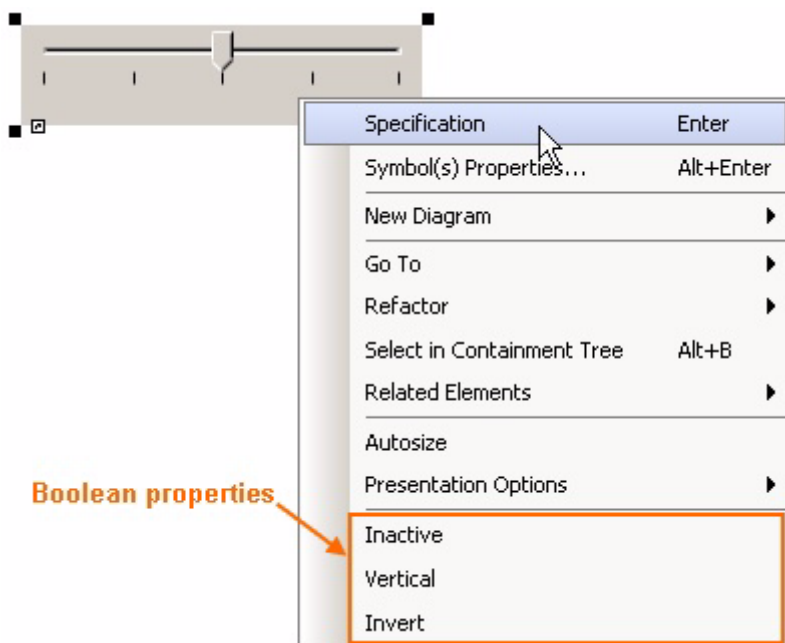 Specification Enter
Symbol(s) Properties... Alt+Enter
New Diagram
Go To
Refactor
Select in Containment Tree Alt+B
Related Elements
Autosize
Presentation Options
Boolean properties
Inactive
Vertical
Invert